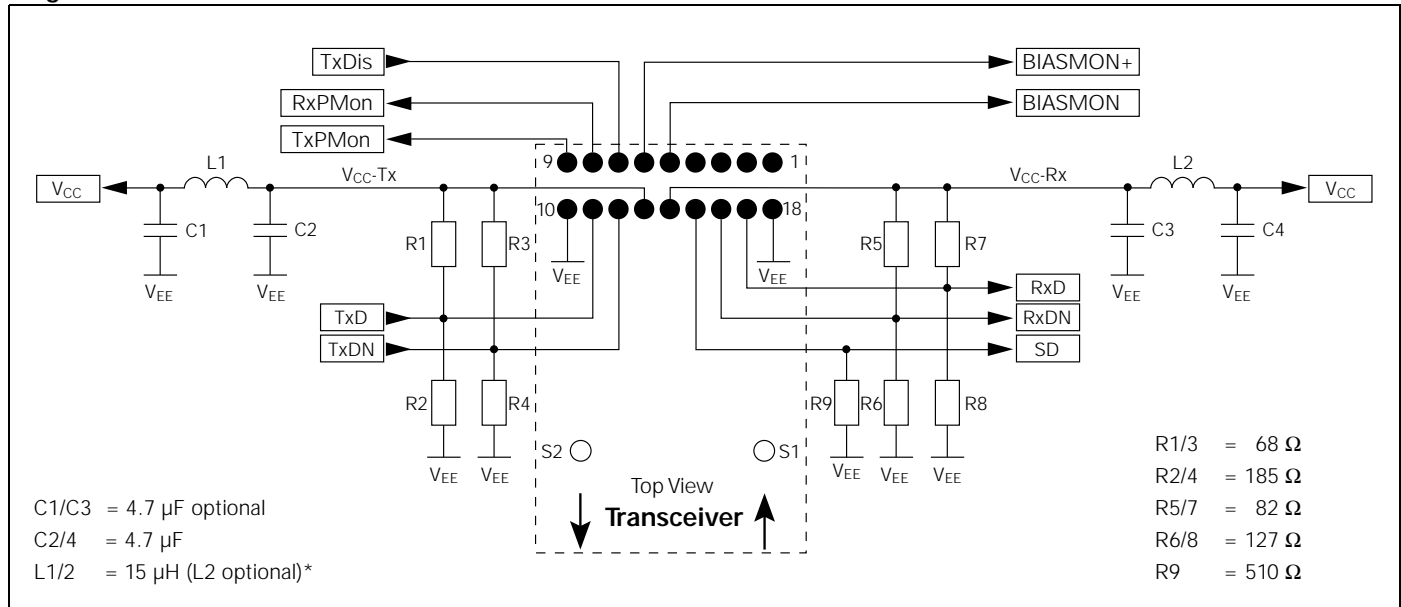 TxDis
BIASMON+
RxPMon
BIASMON
TxPMon
9 1
L1 L2
VCC VCC-Tx VCC-Rx VCC
10 18
C1 C2 R1 R3 R5 R7 C3 C4
VEE VEE VEE VEE VEE VEE
RxD
TxD RxDN
TxDN SD
R2 R4 R9 R6 R8
S2 S1
VEE VEE VEE VEE VEE
Top View
Transceiver
C1/C3 = 4.7 µF optional
C2/4 = 4.7 µF
L1/2 = 15 µH (L2 optional)*
R1/3 = 68 Ω
R2/4 = 185 Ω
R5/7 = 82 Ω
R6/8 = 127 Ω
R9 = 510 Ω